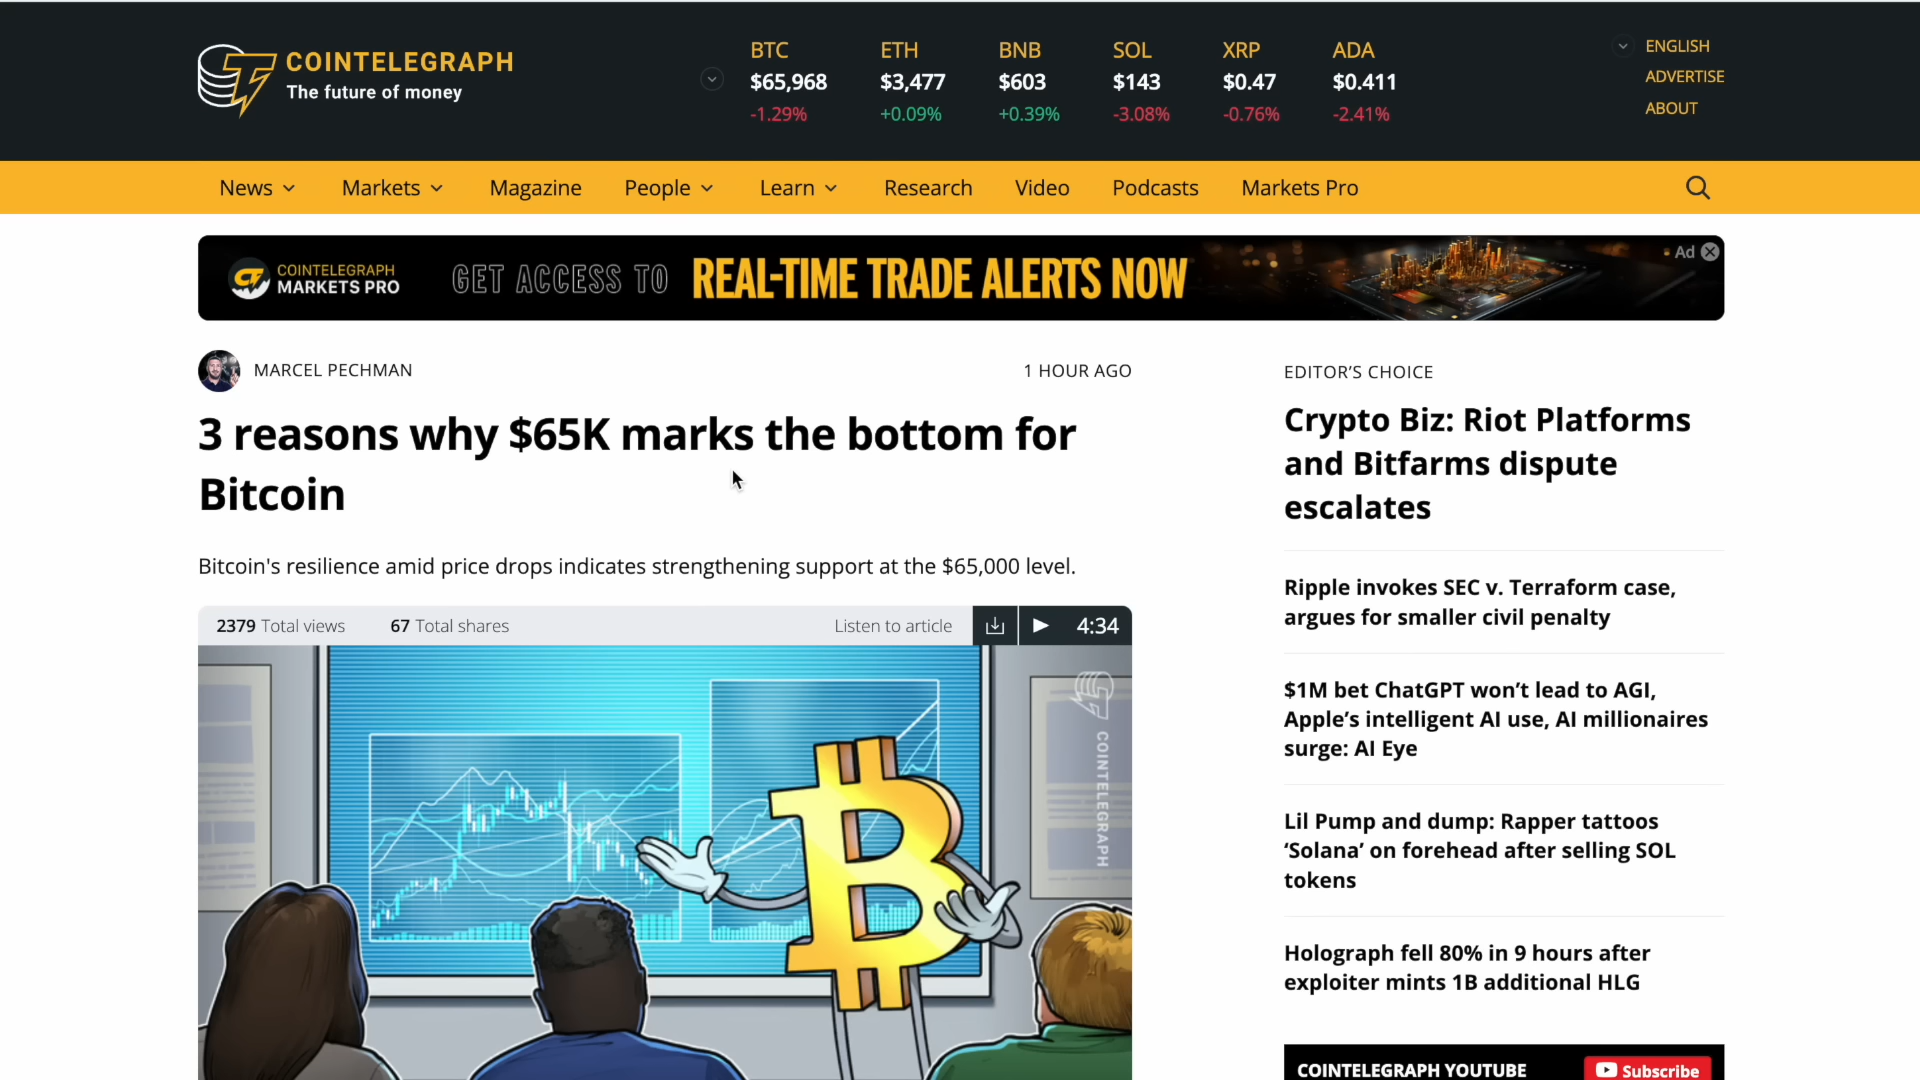 COINTELEGRAPH
The future of money
BTC
$65,968
-1.29%
ETH
$3,477
+0.09%
BNB
$603
+0.39%
SOL
$143
-3.08%
XRP
$0.47
-0.76%
ADA
$0.411
-2.41%
ENGLISH
ADVERTISE
ABOUT
News
Markets
Magazine
People
Learn
Research
Video
Podcasts
Markets Pro
COINTELEGRAPH
MARKETS PRO
GET ACCESS TO REAL-TIME TRADE ALERTS NOW
Ad
MARCEL PECHMAN
1 HOUR AGO
3 reasons why $65K marks the bottom for
Bitcoin
Bitcoin's resilience amid price drops indicates strengthening support at the $65,000 level.
2379 Total views
67 Total shares
Listen to article
4:34
COINTELEGRAPH
EDITOR’S CHOICE
Crypto Biz: Riot Platforms
and Bitfarms dispute
escalates
Ripple invokes SEC v. Terraform case,
argues for smaller civil penalty
$1M bet ChatGPT won’t lead to AGI,
Apple’s intelligent AI use, AI millionaires
surge: AI Eye
Lil Pump and dump: Rapper tattoos
‘Solana’ on forehead after selling SOL
tokens
Holograph fell 80% in 9 hours after
exploiter mints 1B additional HLG
COINTELEGRAPH YOUTUBE
Subscribe